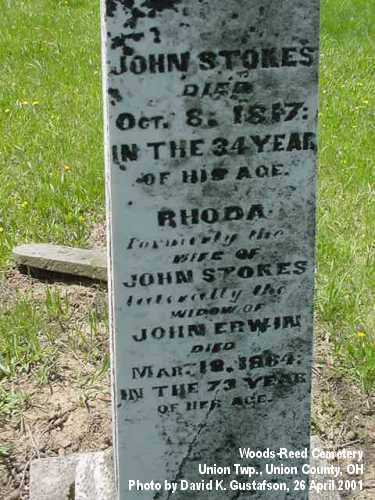 JOHN STOKES
DIED
OCT. 8. 1817:
IN THE 34 YEAR
OF HIS AGE.
RHODA
formerly the
WIFE OF
JOHN STOKES
laterally the
WIDOW OF
JOHN ERWIN
DIED
MAR. 19. 1864:
IN THE 73 YEAR
OF HER AGE.
Woods-Reed Cemetery
Union Twp., Union County, OH
Photo by David K. Gustafson, 26 April 2001